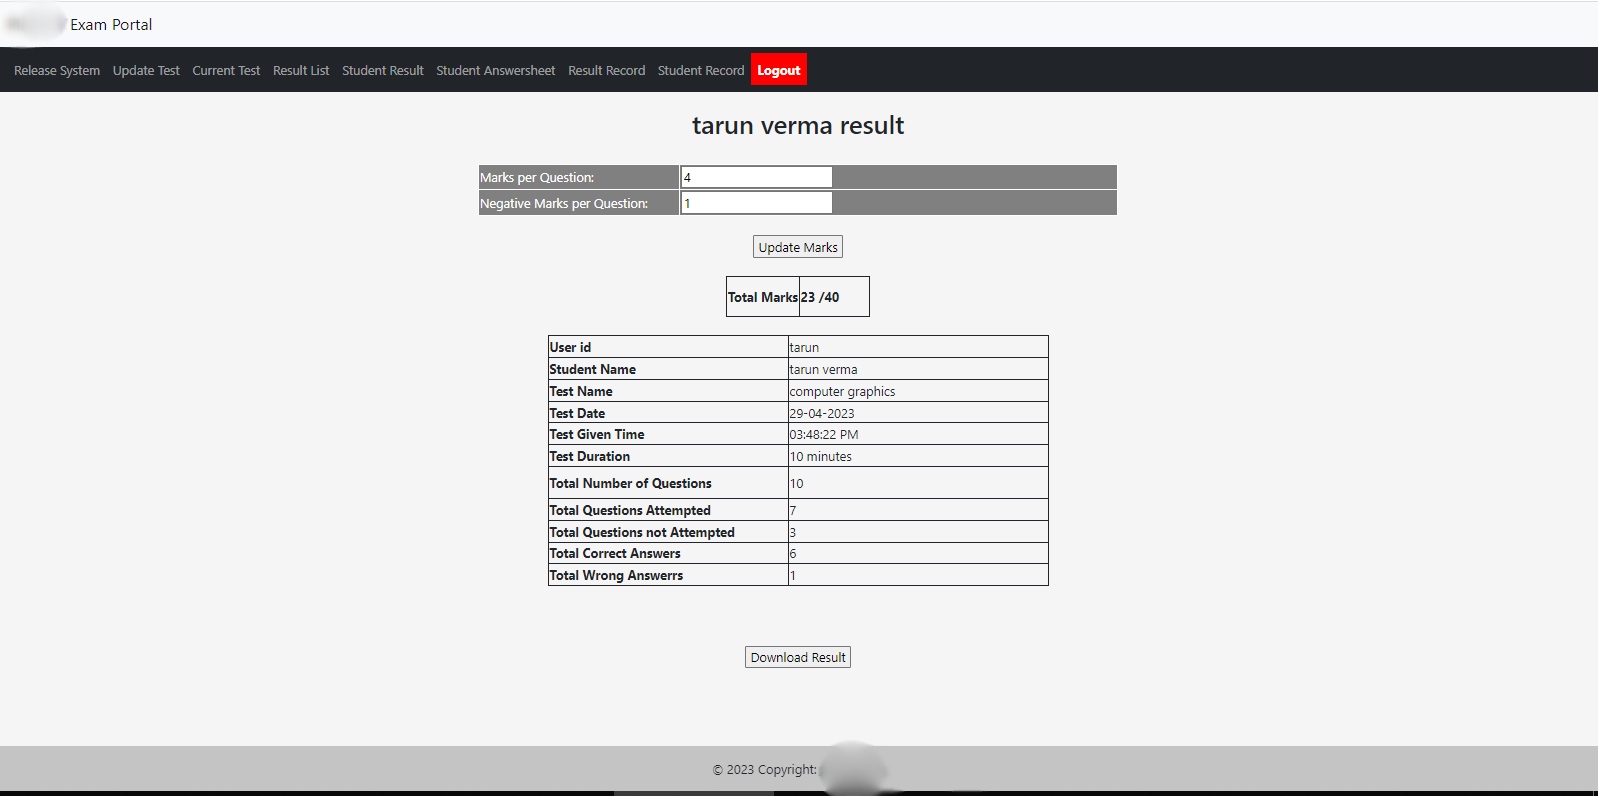 Exam Portal
Release System Update Test Current Test Result List Student Result Student Answersheet Result Record Student Record Logout
tarun verma result
Marks per Question: 4
Negative Marks per Question: 1
Update Marks
Total Marks 23 /40
User id tarun
Student Name tarun verma
Test Name computer graphics
Test Date 29-04-2023
Test Given Time 03:48:22 PM
Test Duration 10 minutes
Total Number of Questions 10
Total Questions Attempted 7
Total Questions not Attempted 3
Total Correct Answers 6
Total Wrong Answerrs 1
Download Result
© 2023 Copyright: